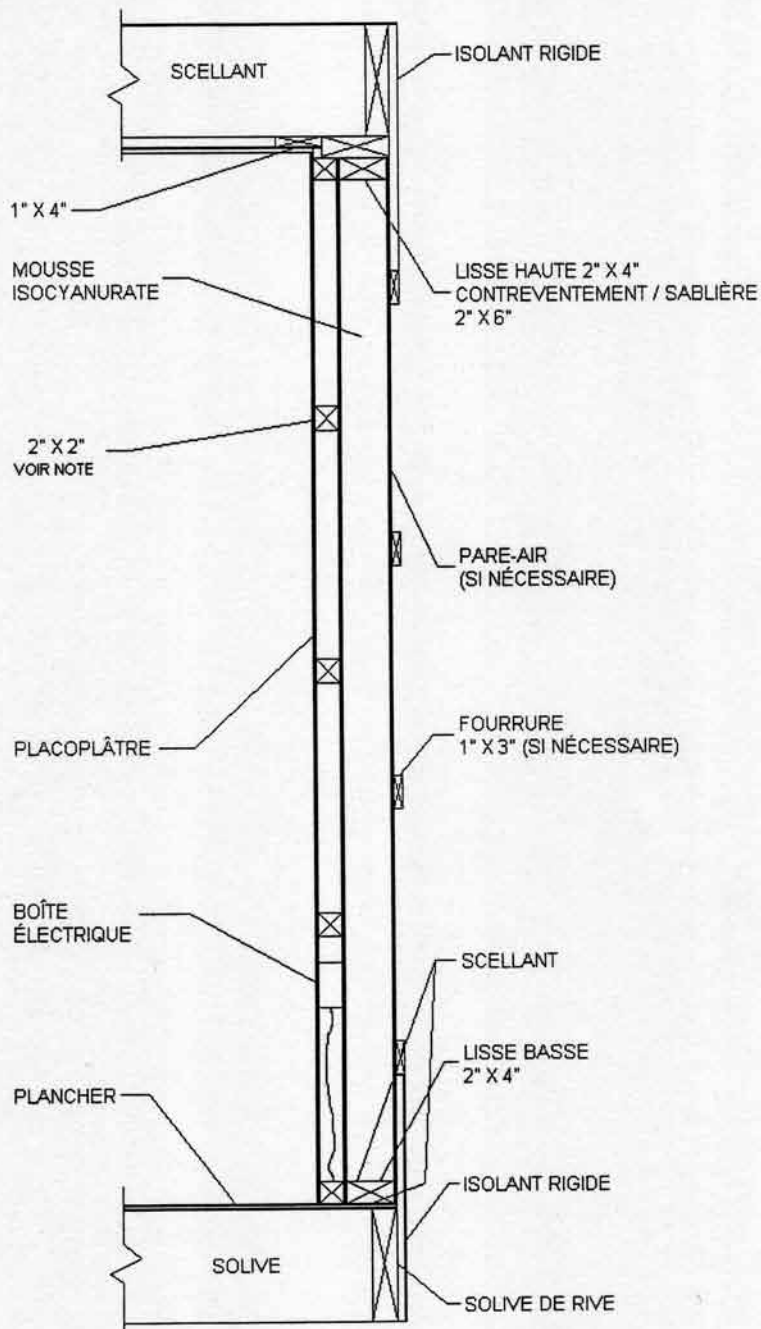 SCELLANT
ISOLANT RIGIDE
1" X 4"
MOUSSE
ISOCYANURATE
LISSE HAUTE 2" X 4"
CONTREVENTEMENT / SABLIÈRE
2" X 6"
2" X 2"
VOIR NOTE
PARE-AIR
(SI NÉCESSAIRE)
PLACOPLÂTRE
FOURRURE
1" X 3" (SI NÉCESSAIRE)
BOÎTE
ÉLECTRIQUE
SCELLANT
LISSE BASSE
2" X 4"
PLANCHER
ISOLANT RIGIDE
SOLIVE
SOLIVE DE RIVE